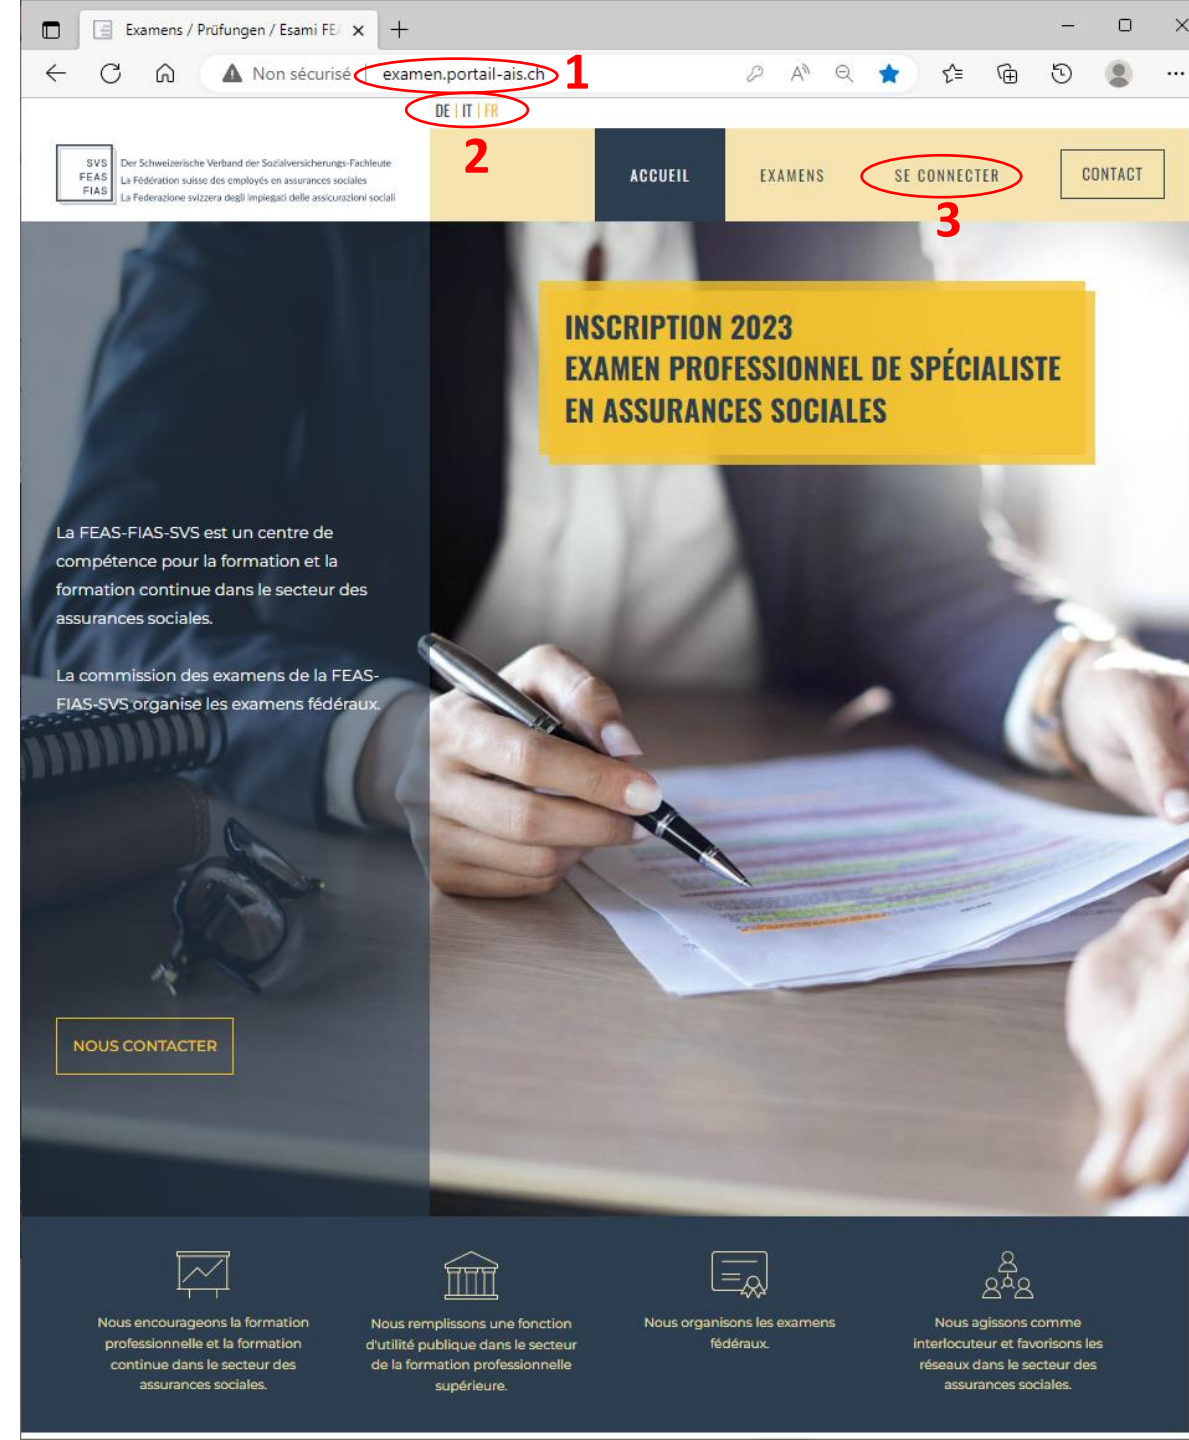 Examens / Prüfungen / Esami FEA
Non sécurisé | examen.portail-ais.ch
1
DE | IT | FR
2
SVS
FEAS
FIAS
Der Schweizerische Verband der Sozialversicherungs-Fachleute
La Fédération suisse des employés en assurances sociales
La Federazione svizzera degli impiegati delle assicurazioni sociali
ACCUEIL
EXAMENS
SE CONNECTER
CONTACT
3
INSCRIPTION 2023
EXAMEN PROFESSIONNEL DE SPÉCIALISTE
EN ASSURANCES SOCIALES
La FEAS-FIAS-SVS est un centre de
compétence pour la formation et la
formation continue dans le secteur des
assurances sociales.
La commission des examens de la FEAS-
FIAS-SVS organise les examens fédéraux.
NOUS CONTACTER
Nous encourageons la formation
professionnelle et la formation
continue dans le secteur des
assurances sociales.
Nous remplissons une fonction
d'utilité publique dans le secteur
de la formation professionnelle
supérieure.
Nous organisons les examens
fédéraux.
Nous agissons comme
interlocuteur et favorisons les
réseaux dans le secteur des
assurances sociales.